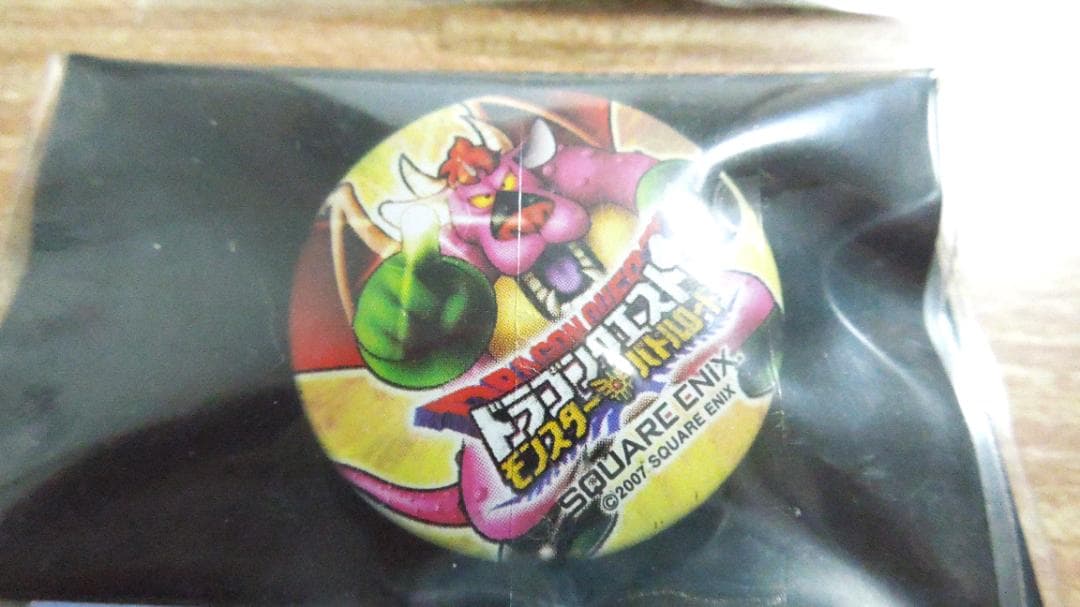 DRAGON QUEST
ドラゴンクエスト
モンスターバトルロード
SQUARE ENIX.
©2007 SQUARE ENIX